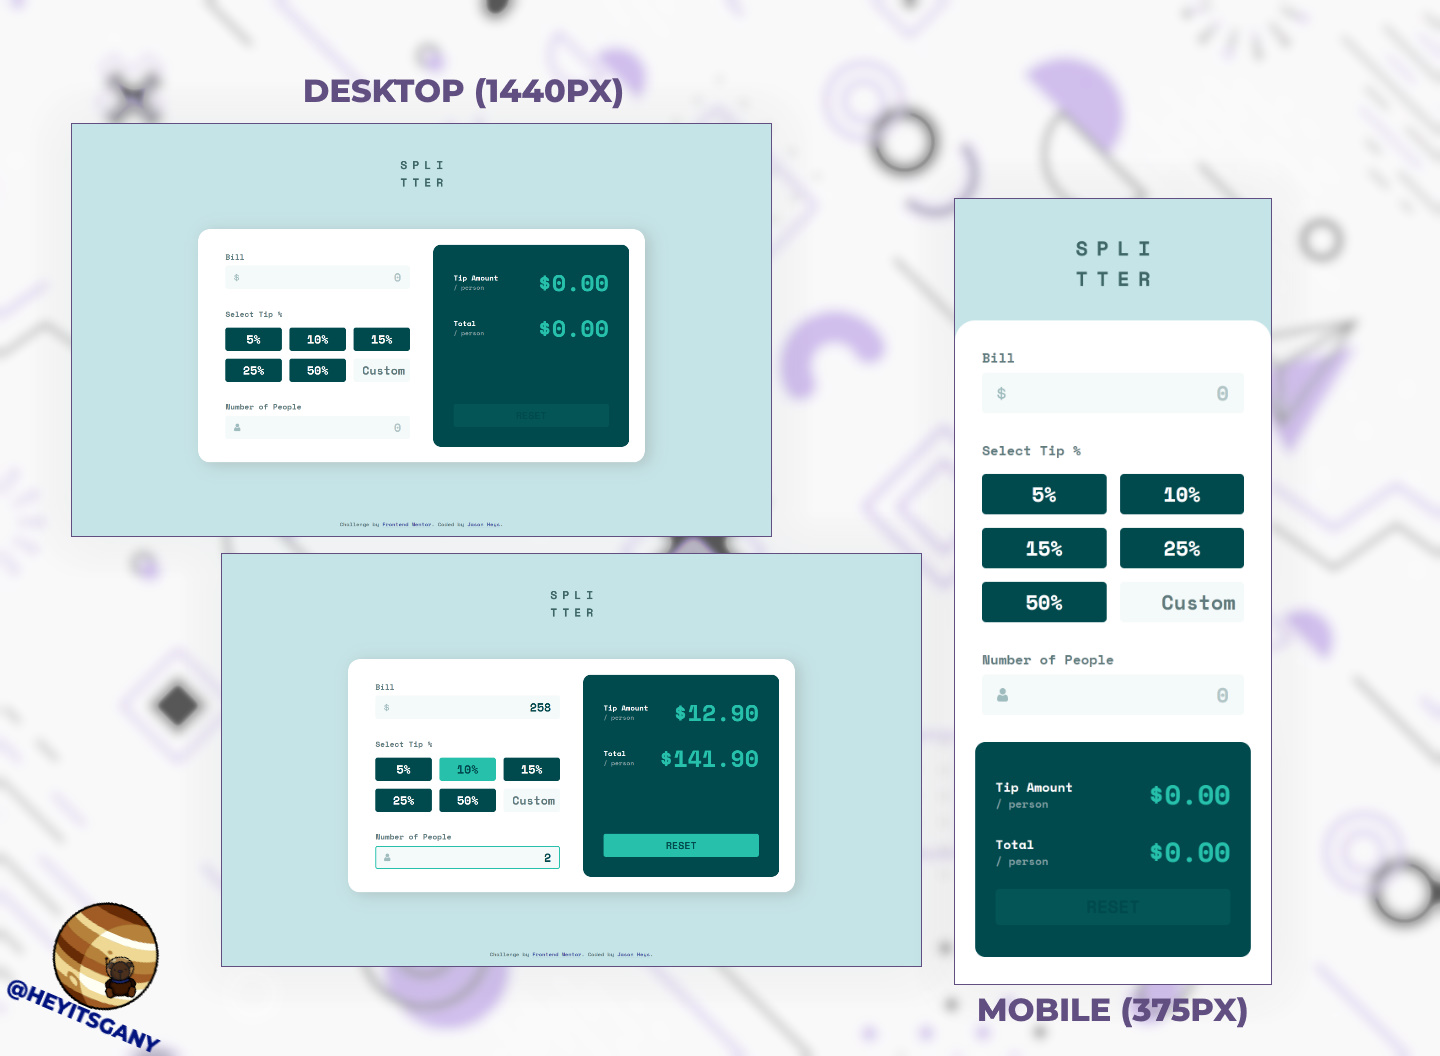 DESKTOP (1440PX)
SPLI
TTER
Bill
$ 0
Select Tip %
5% 10% 15%
25% 50% Custom
Number of People
0
Tip Amount
/ person
$0.00
Total
/ person
$0.00
RESET
Challenge by Frontend Mentor. Coded by Jason Heys.
SPLI
TTER
Bill
$ 258
Select Tip %
5% 10% 15%
25% 50% Custom
Number of People
2
Tip Amount
/ person
$12.90
Total
/ person
$141.90
RESET
Challenge by Frontend Mentor. Coded by Jason Heys.
SPLI
TTER
Bill
$ 0
Select Tip %
5% 10%
15% 25%
50% Custom
Number of People
0
Tip Amount
/ person
$0.00
Total
/ person
$0.00
RESET
MOBILE (375PX)
@HEYITSGANY